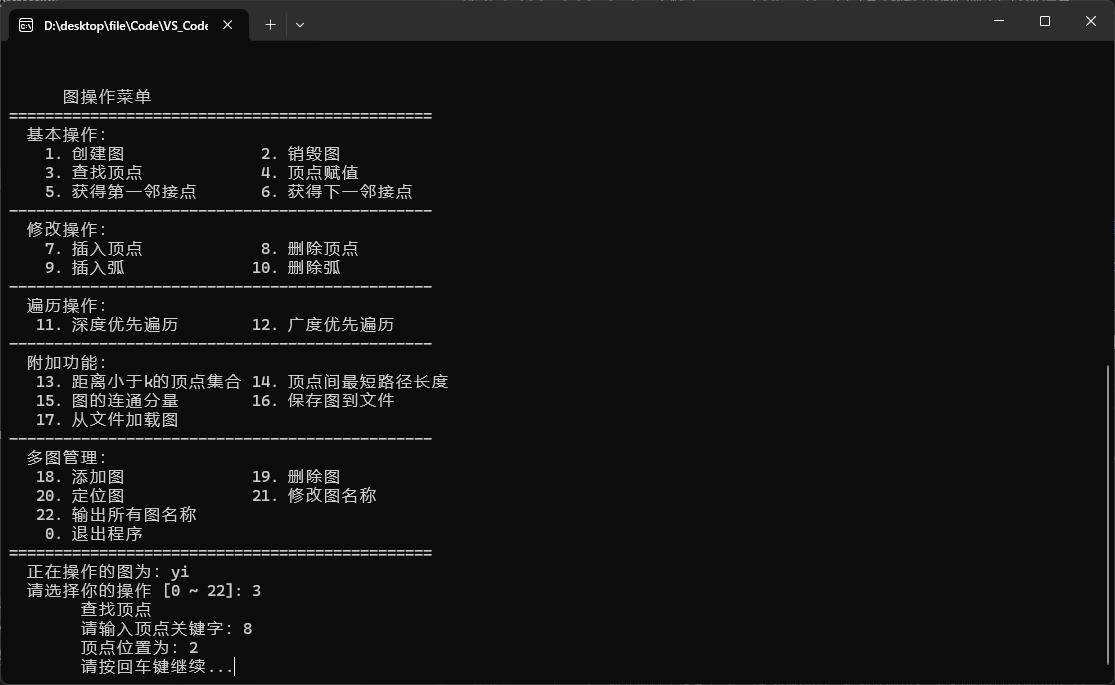 D:\desktop\file\Code\VS_Code
图操作菜单
===============================================
基本操作:
1. 创建图 2. 销毁图
3. 查找顶点 4. 顶点赋值
5. 获得第一邻接点 6. 获得下一邻接点
-----------------------------------------------
修改操作:
7. 插入顶点 8. 删除顶点
9. 插入弧 10. 删除弧
-----------------------------------------------
遍历操作:
11. 深度优先遍历 12. 广度优先遍历
-----------------------------------------------
附加功能:
13. 距离小于k的顶点集合 14. 顶点间最短路径长度
15. 图的连通分量 16. 保存图到文件
17. 从文件加载图
-----------------------------------------------
多图管理:
18. 添加图 19. 删除图
20. 定位图 21. 修改图名称
22. 输出所有图名称
0. 退出程序
===============================================
正在操作的图为: yi
请选择你的操作 [0 ~ 22]: 3
查找顶点
请输入顶点关键字: 8
顶点位置为: 2
请按回车键继续...